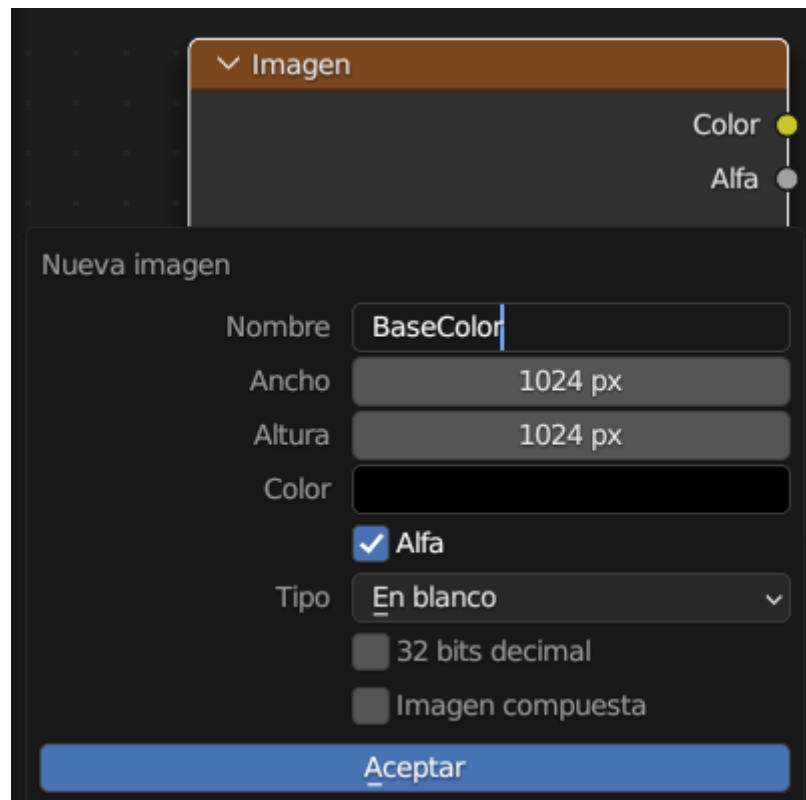 Imagen
Color
Alfa
Nueva imagen
Nombre BaseColor
Ancho 1024 px
Altura 1024 px
Color
Alfa
Tipo En blanco
32 bits decimal
Imagen compuesta
Aceptar